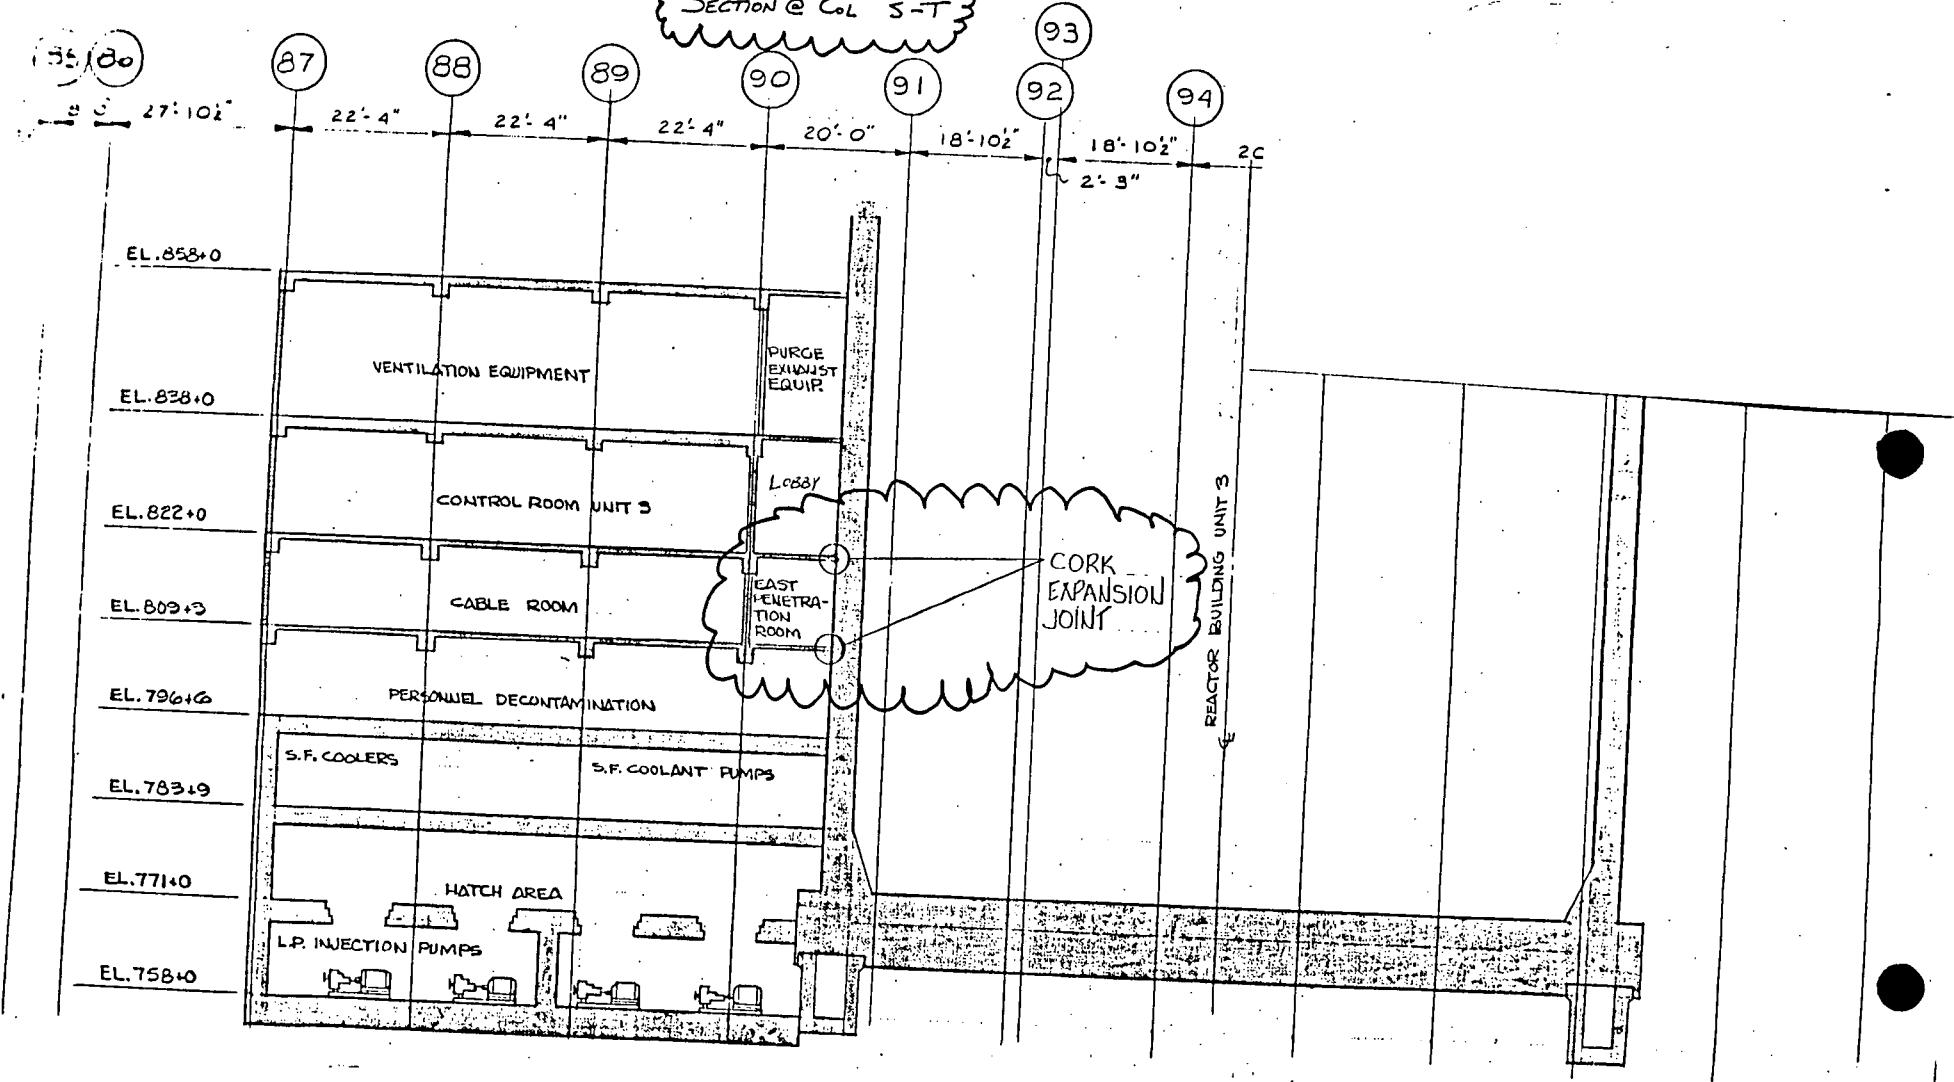 SECTION @ COL S-T
80
87
88
89
90
91
92
93
94
27'-10½"
22'-4"
22'-4"
22'-4"
20'-0"
18'-10½"
2'-9"
18'-10½"
EL.858+0
EL.838+0
EL.822+0
EL.809+3
EL.796+6
EL.783+9
EL.771+0
EL.758+0
VENTILATION EQUIPMENT
PURGE
EXHAUST
EQUIP.
CONTROL ROOM UNIT 3
LOBBY
CABLE ROOM
EAST
PENETRA-
TION
ROOM
CORK
EXPANSION
JOINT
REACTOR BUILDING UNIT 3
PERSONNEL DECONTAMINATION
S.F. COOLERS
S.F. COOLANT PUMPS
HATCH AREA
L.P. INJECTION PUMPS